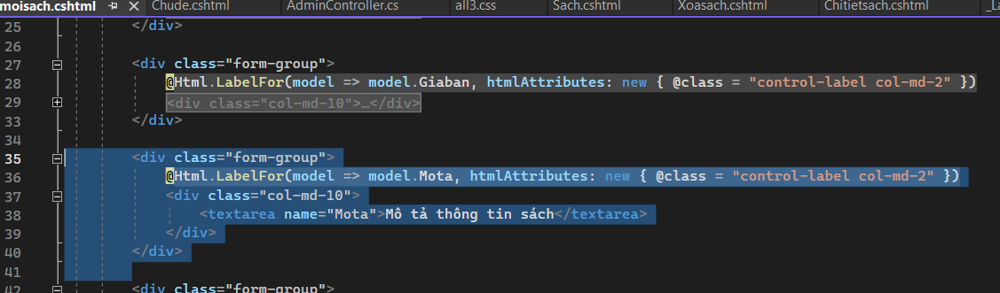 moisach.cshtml Chude.cshtml AdminController.cs all3.css Sach.cshtml Xoasach.cshtml Chitietsach.cshtml _La
25 </div>
26
27 <div class="form-group">
28 @Html.LabelFor(model => model.Giaban, htmlAttributes: new { @class = "control-label col-md-2" })
29 <div class="col-md-10">…</div>
33 </div>
34
35 <div class="form-group">
36 @Html.LabelFor(model => model.Mota, htmlAttributes: new { @class = "control-label col-md-2" })
37 <div class="col-md-10">
38 <textarea name="Mota">Mô tả thông tin sách</textarea>
39 </div>
40 </div>
41
42 <div class="form-group">